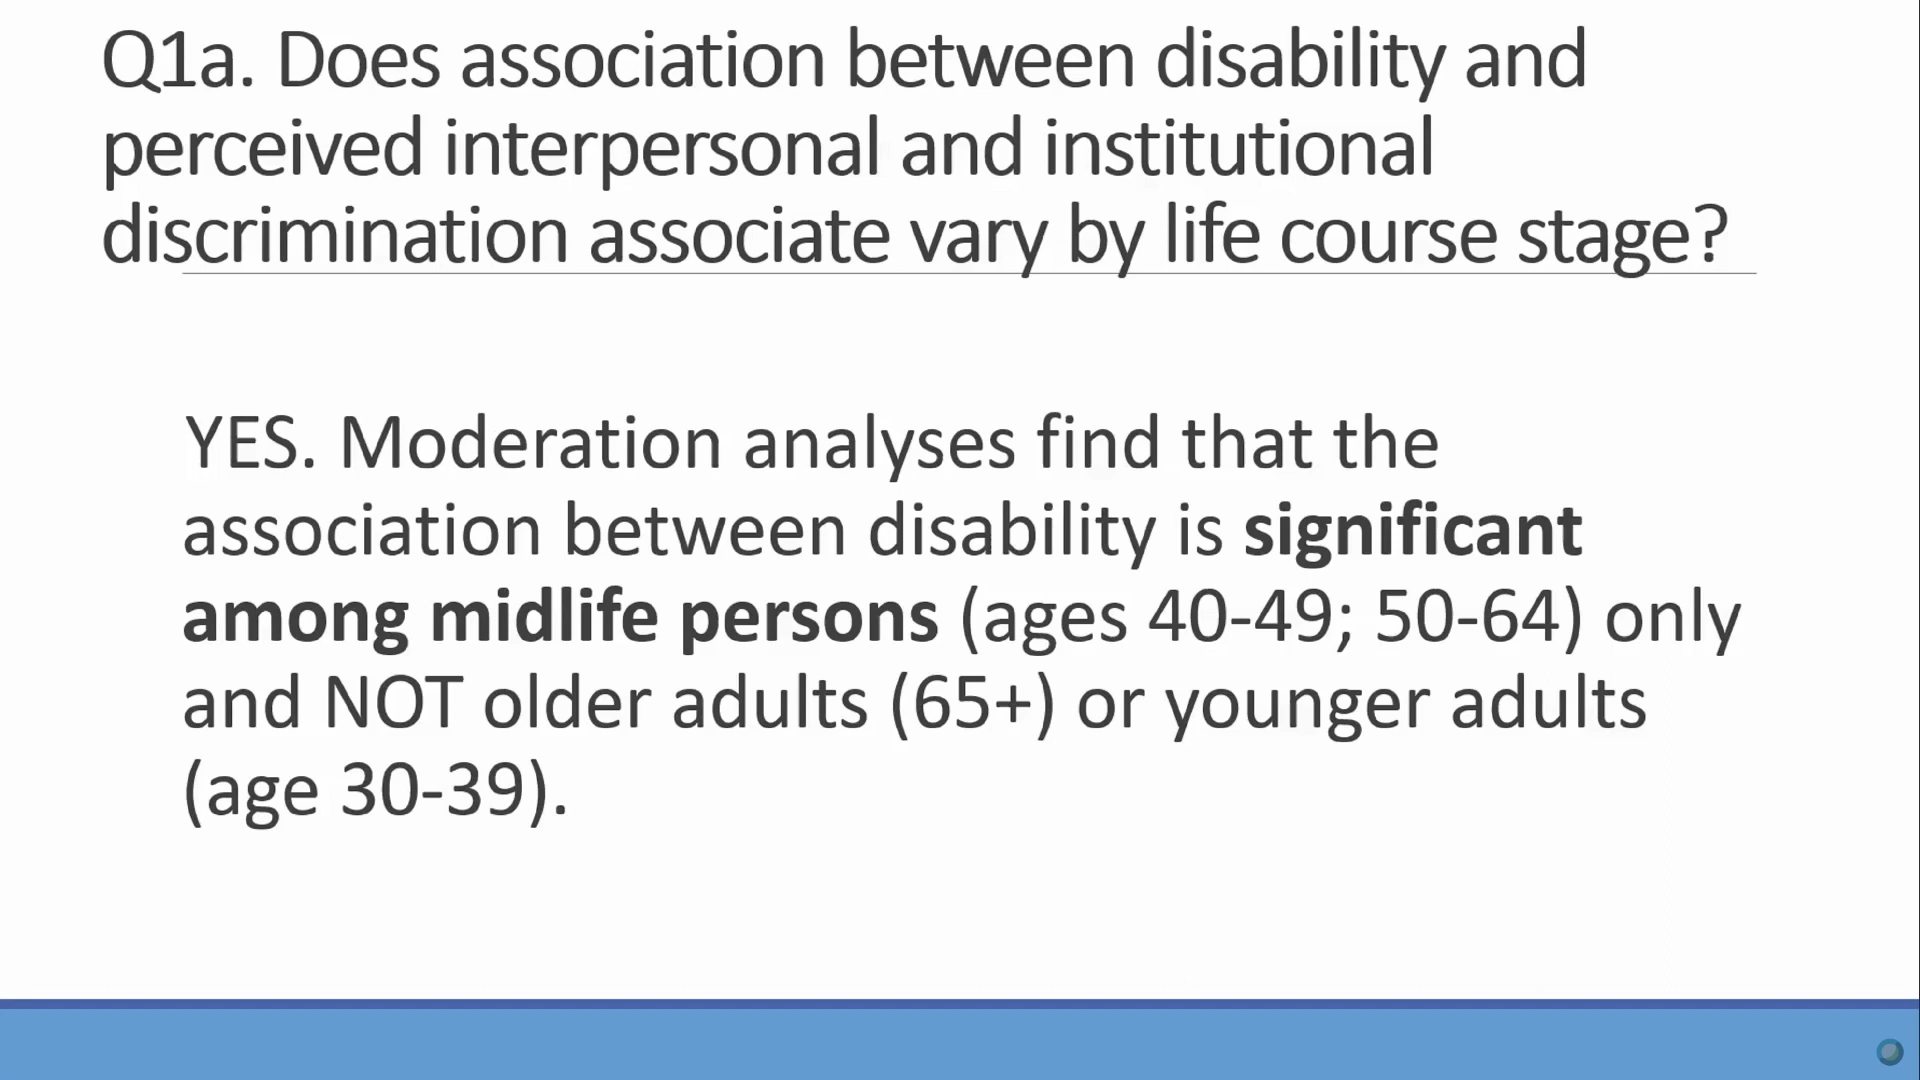 Q1a. Does association between disability and
perceived interpersonal and institutional
discrimination associate vary by life course stage?
YES. Moderation analyses find that the
association between disability is significant
among midlife persons (ages 40-49; 50-64) only
and NOT older adults (65+) or younger adults
(age 30-39).